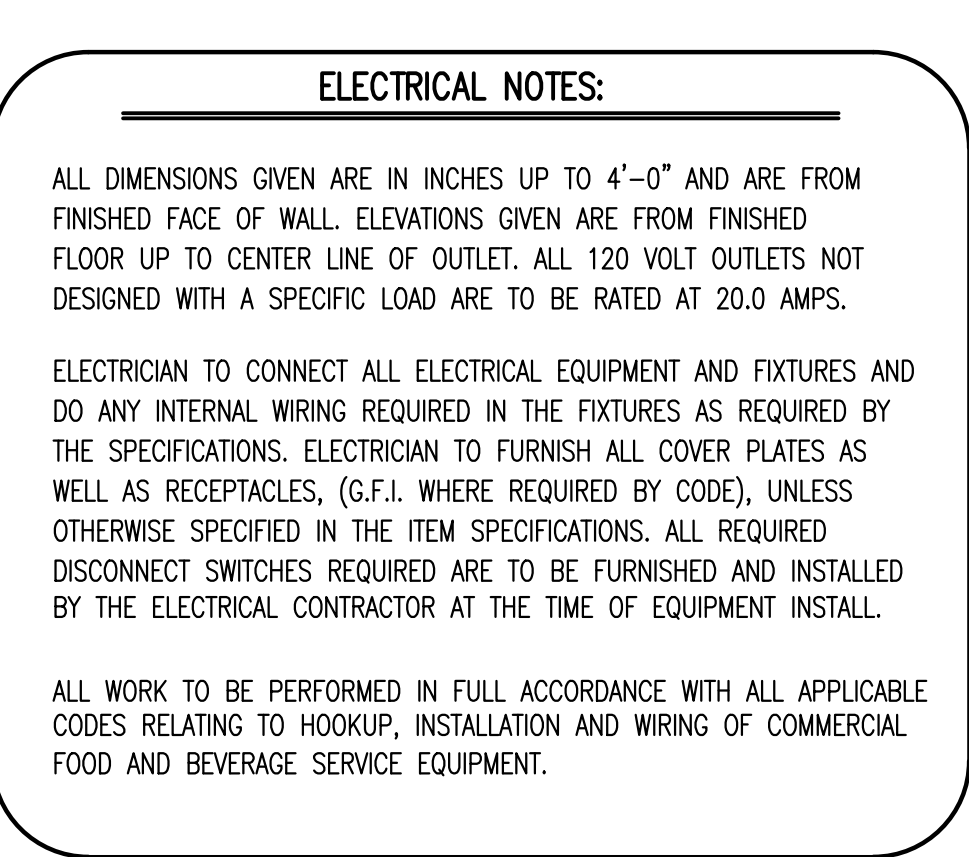 ELECTRICAL NOTES:
ALL DIMENSIONS GIVEN ARE IN INCHES UP TO 4'-0" AND ARE FROM
FINISHED FACE OF WALL. ELEVATIONS GIVEN ARE FROM FINISHED
FLOOR UP TO CENTER LINE OF OUTLET. ALL 120 VOLT OUTLETS NOT
DESIGNED WITH A SPECIFIC LOAD ARE TO BE RATED AT 20.0 AMPS.
ELECTRICIAN TO CONNECT ALL ELECTRICAL EQUIPMENT AND FIXTURES AND
DO ANY INTERNAL WIRING REQUIRED IN THE FIXTURES AS REQUIRED BY
THE SPECIFICATIONS. ELECTRICIAN TO FURNISH ALL COVER PLATES AS
WELL AS RECEPTACLES, (G.F.I. WHERE REQUIRED BY CODE), UNLESS
OTHERWISE SPECIFIED IN THE ITEM SPECIFICATIONS. ALL REQUIRED
DISCONNECT SWITCHES REQUIRED ARE TO BE FURNISHED AND INSTALLED
BY THE ELECTRICAL CONTRACTOR AT THE TIME OF EQUIPMENT INSTALL.
ALL WORK TO BE PERFORMED IN FULL ACCORDANCE WITH ALL APPLICABLE
CODES RELATING TO HOOKUP, INSTALLATION AND WIRING OF COMMERCIAL
FOOD AND BEVERAGE SERVICE EQUIPMENT.